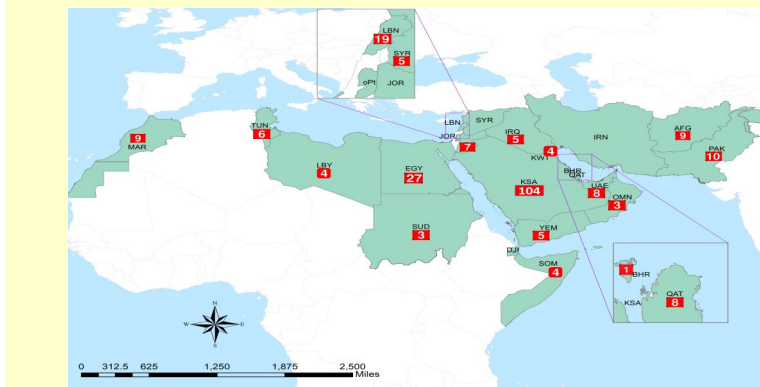 LBN
19
SYR
5
oPt
JOR
TUN
6
9
MAR
LBN
SYR
JOR
7
IRQ
5
IRN
AFG
9
PAK
10
LBY
4
EGY
27
KWT
4
KSA
104
BHR
QAT
UAE
8
OMN
3
SUD
3
YEM
5
DJI
SOM
4
1
BHR
KSA
QAT
8
N
W
E
S
0 312.5 625 1,250 1,875 2,500
Miles